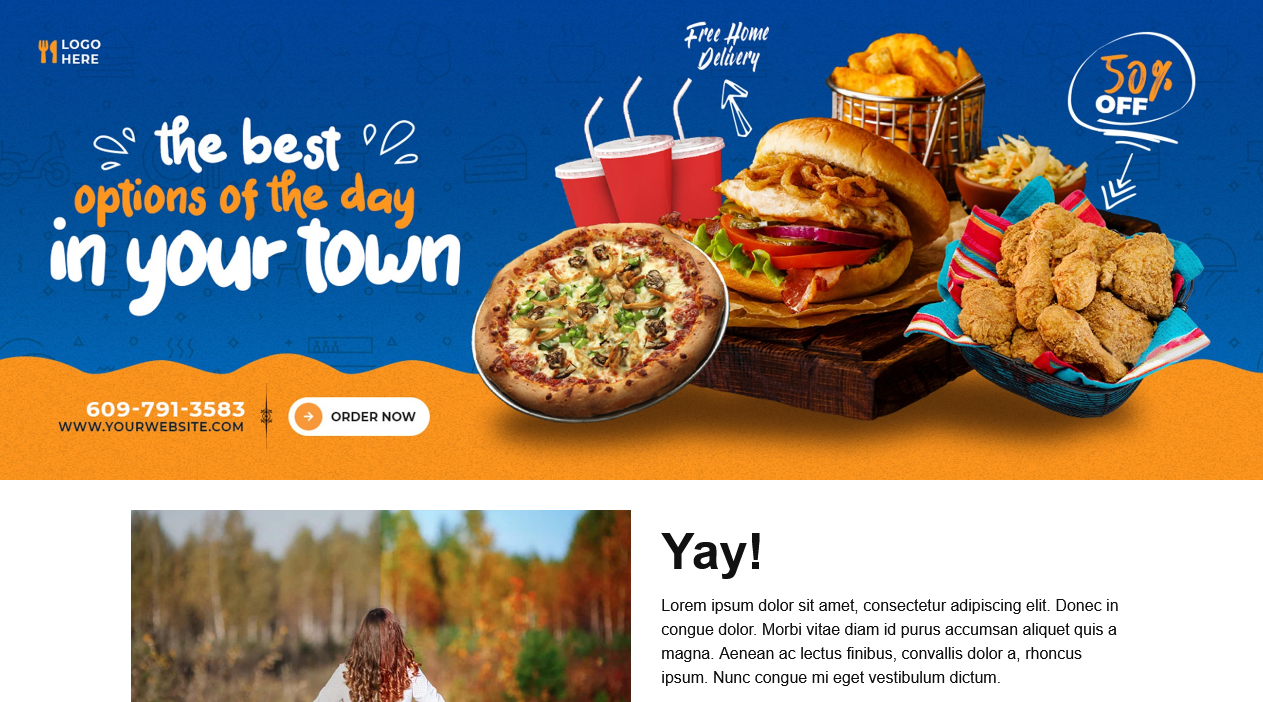 LOGO
HERE
Free Home
Delivery
50%
OFF
the best
options of the day
in your town
609-791-3583
WWW.YOURWEBSITE.COM
ORDER NOW
Yay!
Lorem ipsum dolor sit amet, consectetur adipiscing elit. Donec in
congue dolor. Morbi vitae diam id purus accumsan aliquet quis a
magna. Aenean ac lectus finibus, convallis dolor a, rhoncus
ipsum. Nunc congue mi eget vestibulum dictum.